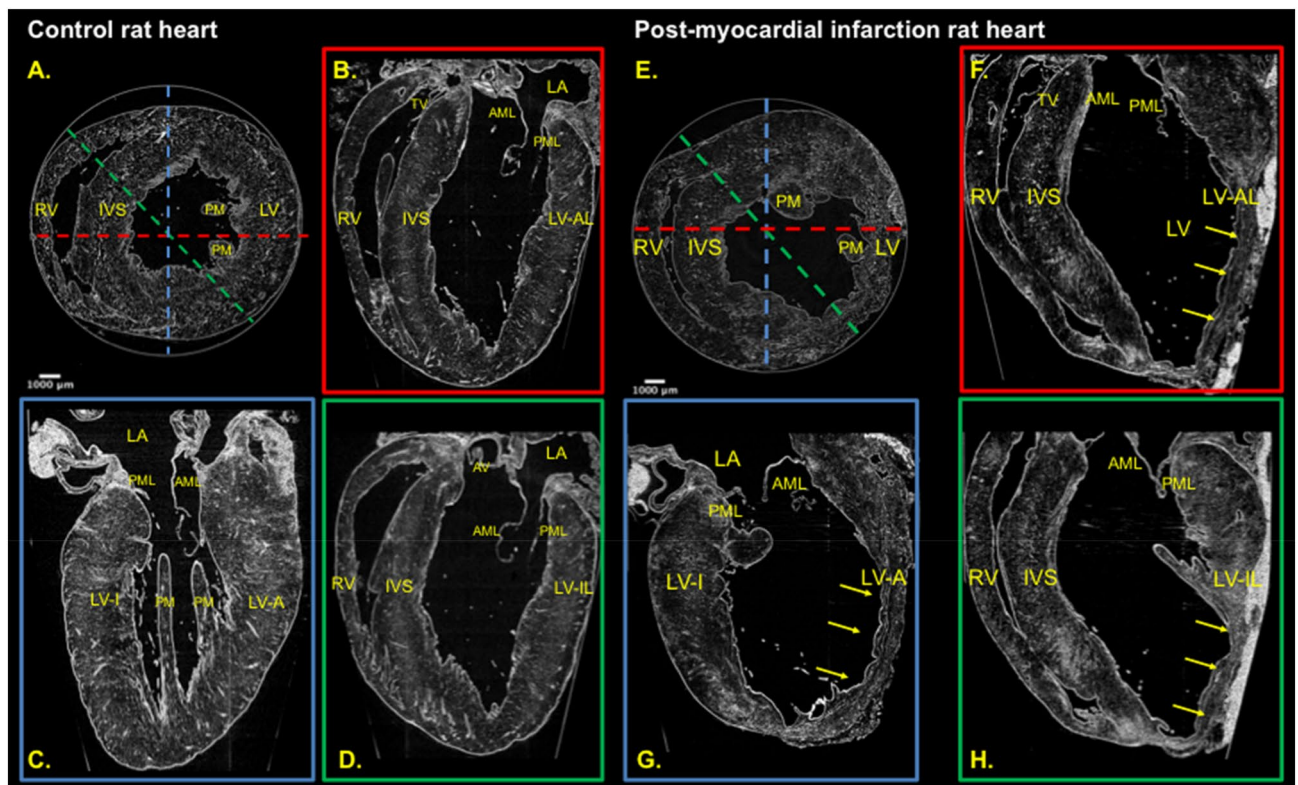 Control rat heart
Post-myocardial infarction rat heart
A.
RV
IVS
PM
PM
LV
1000 µm
B.
LA
TV
AML
PML
RV
IVS
LV-AL
E.
PM
RV
IVS
PM
LV
1000 µm
F.
TV
AML
PML
RV
IVS
LV-AL
LV
C.
LA
PML
AML
LV-I
PM
PM
LV-A
D.
AV
LA
AML
PML
RV
IVS
LV-IL
G.
LA
AML
PML
LV-I
LV-A
H.
AML
PML
RV
IVS
LV-IL